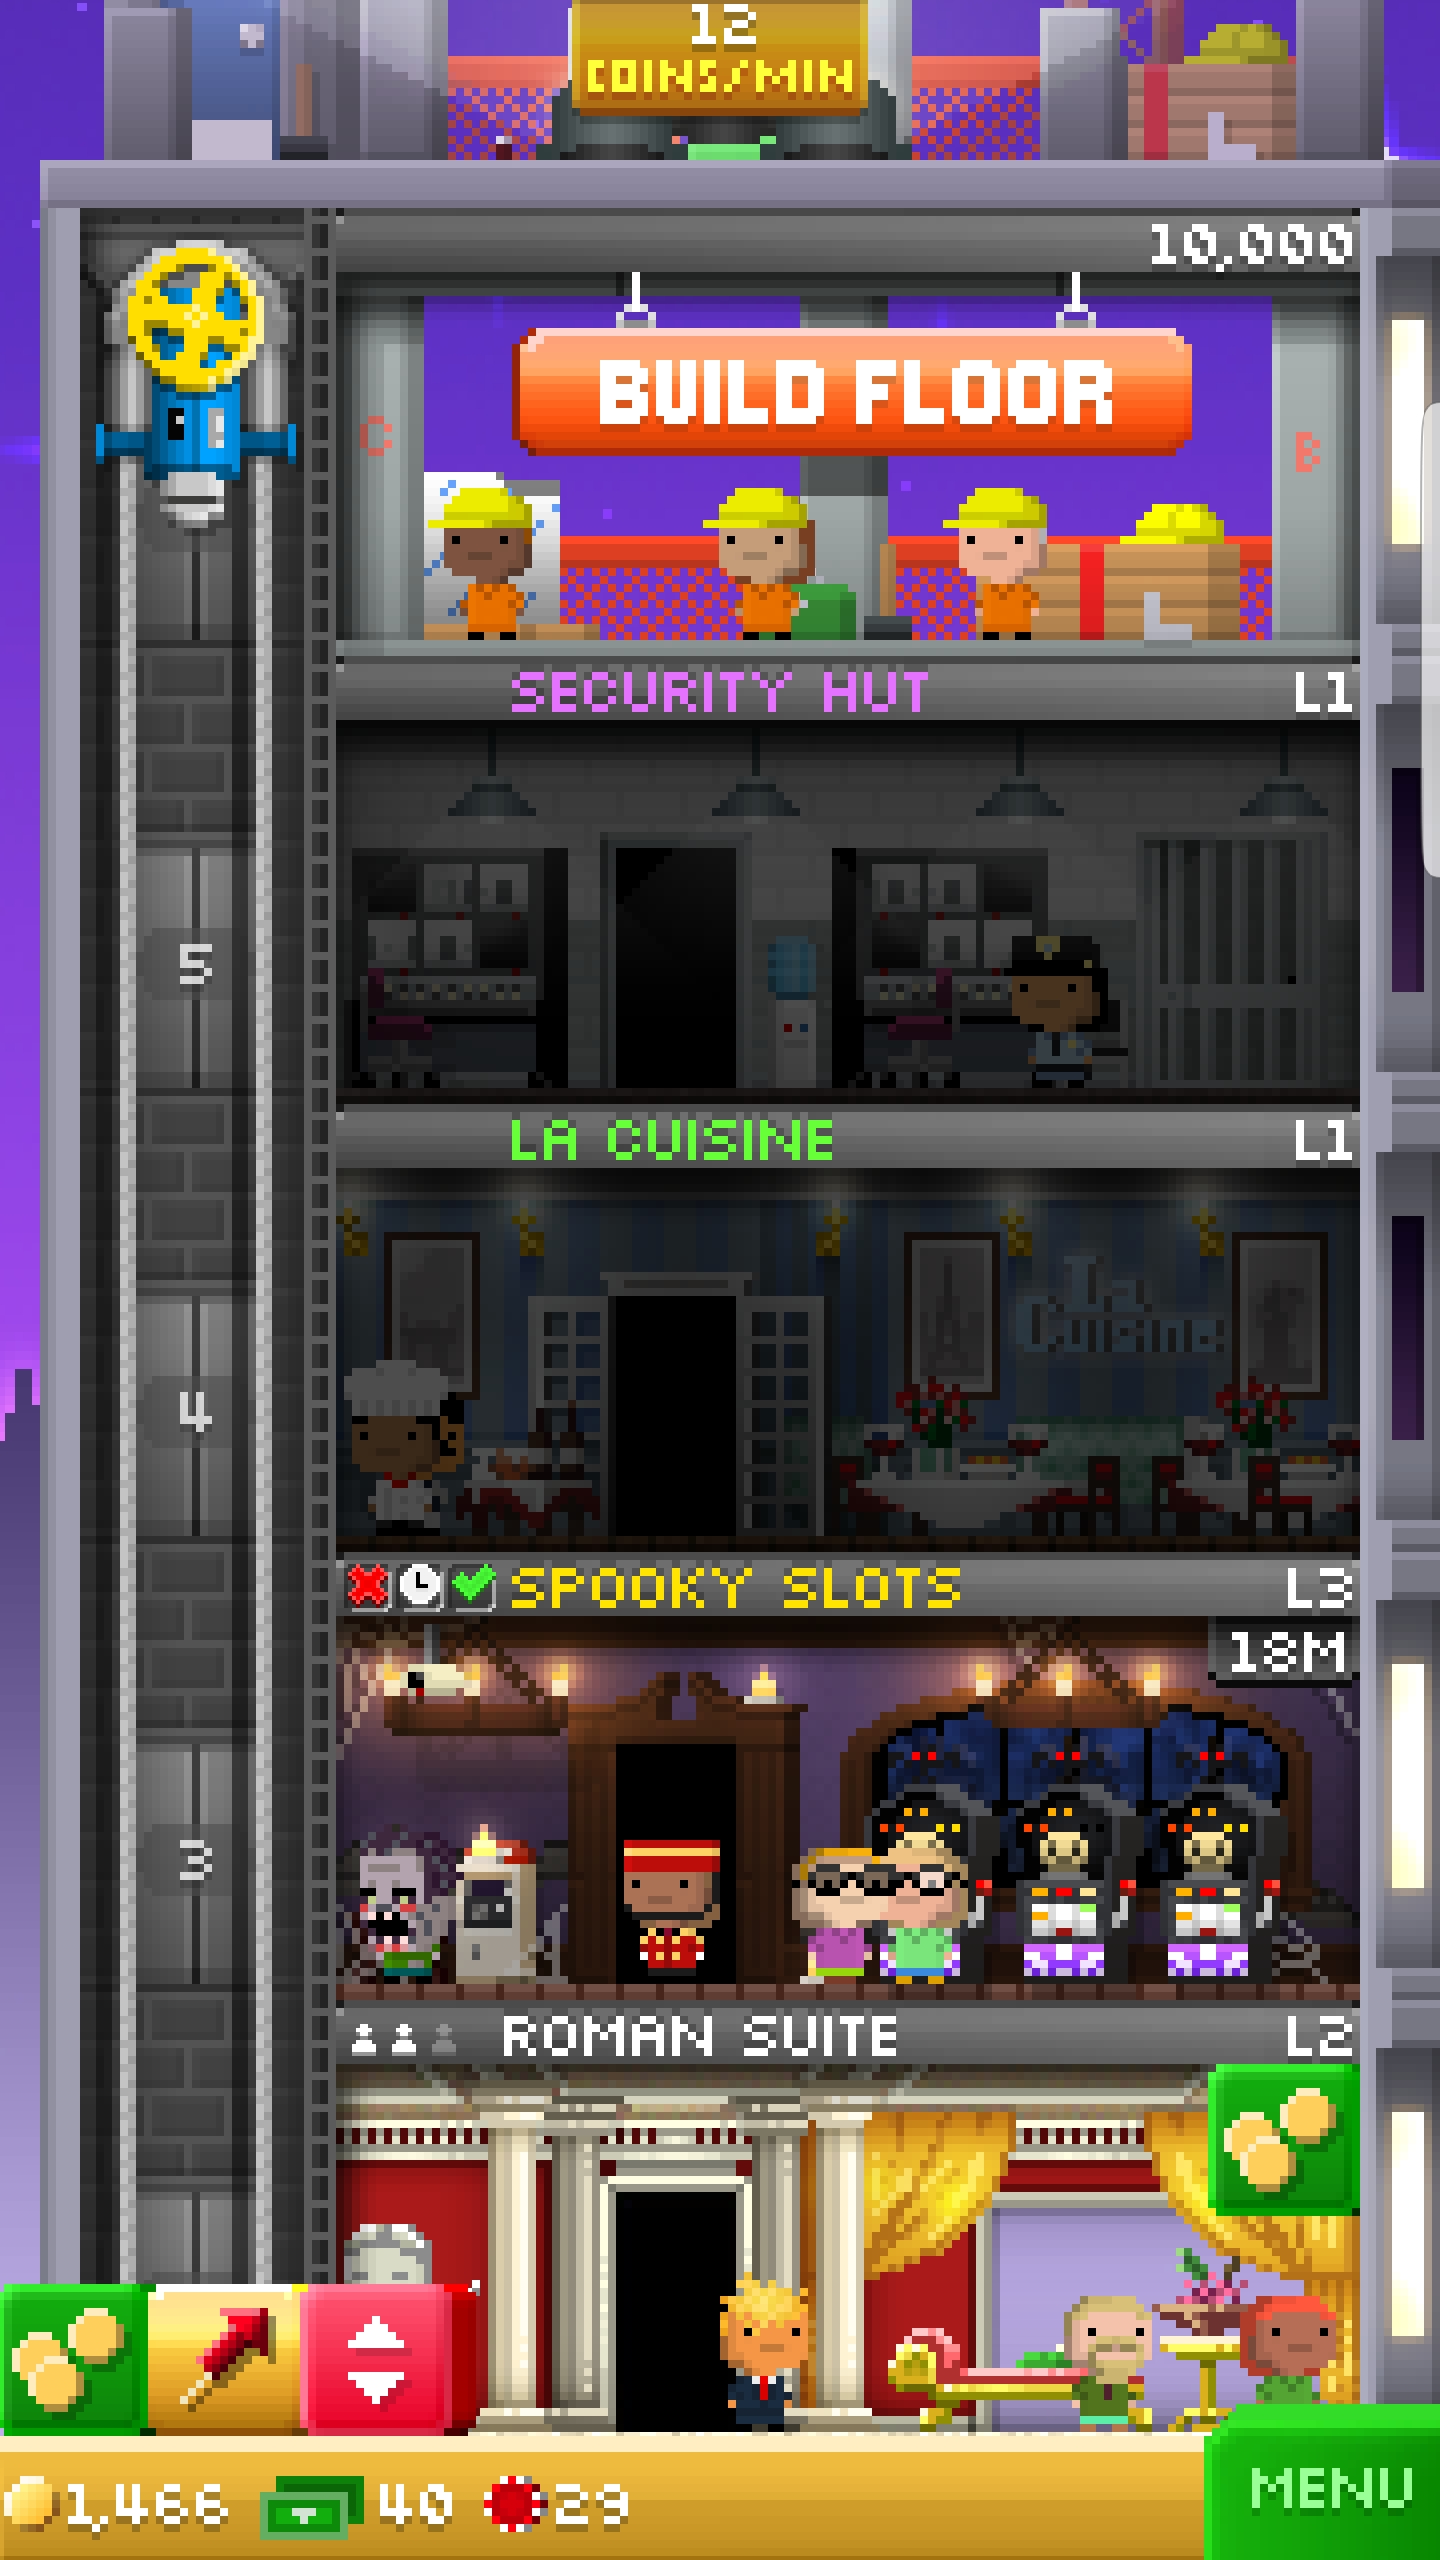 12
COINS/MIN
10,000
BUILD FLOOR
C
B
SECURITY HUT
L1
5
LA CUISINE
L1
La
Cuisine
4
SPOOKY SLOTS
L3
18M
3
ROMAN SUITE
L2
1,466 40 29
MENU